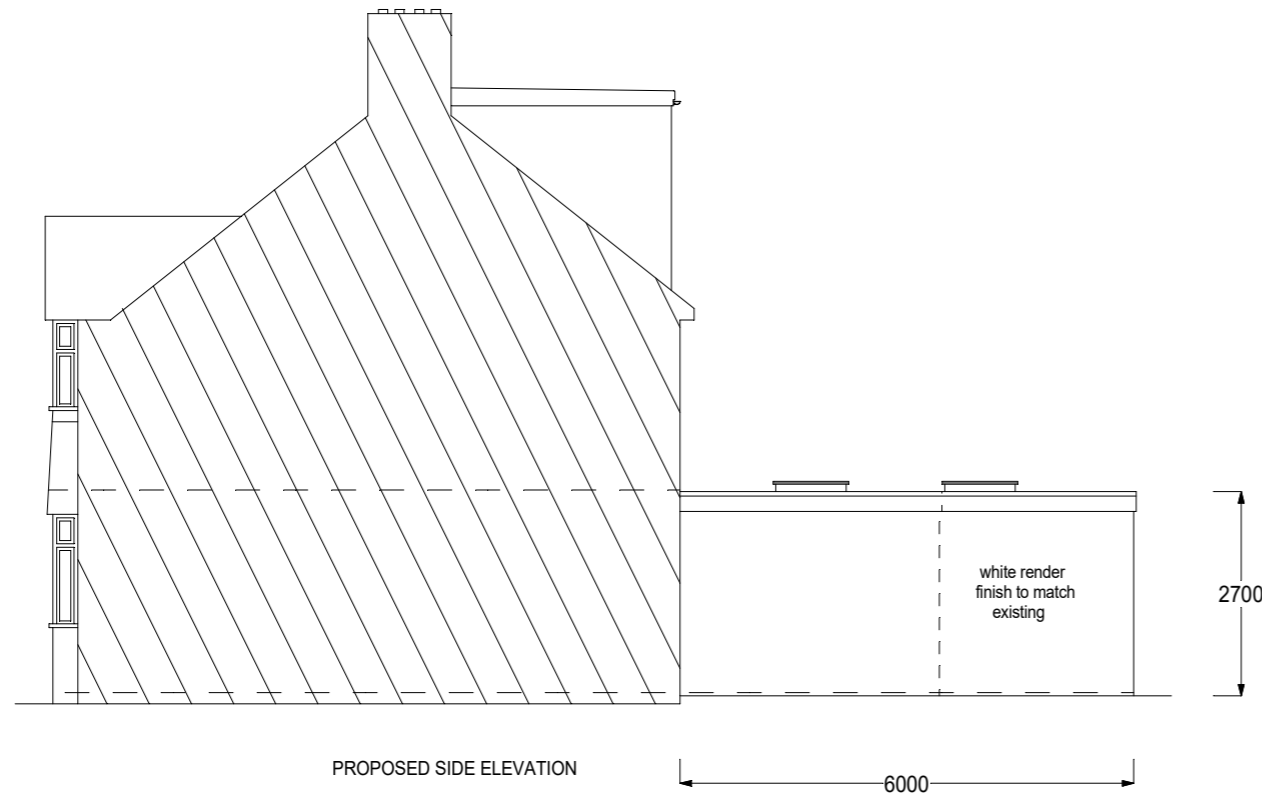 white render
finish to match
existing
2700
PROPOSED SIDE ELEVATION
6000